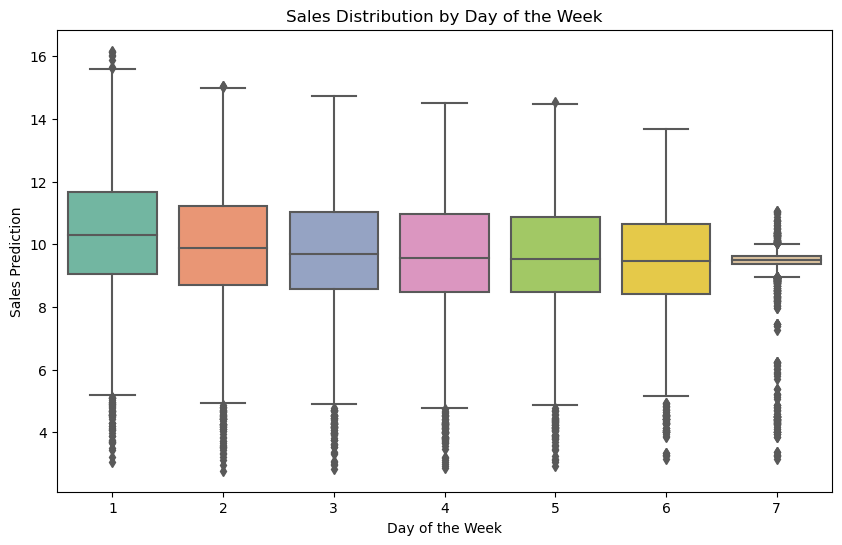 Sales Distribution by Day of the Week
16
14
12
10
8
6
4
Sales Prediction
1 2 3 4 5 6 7
Day of the Week